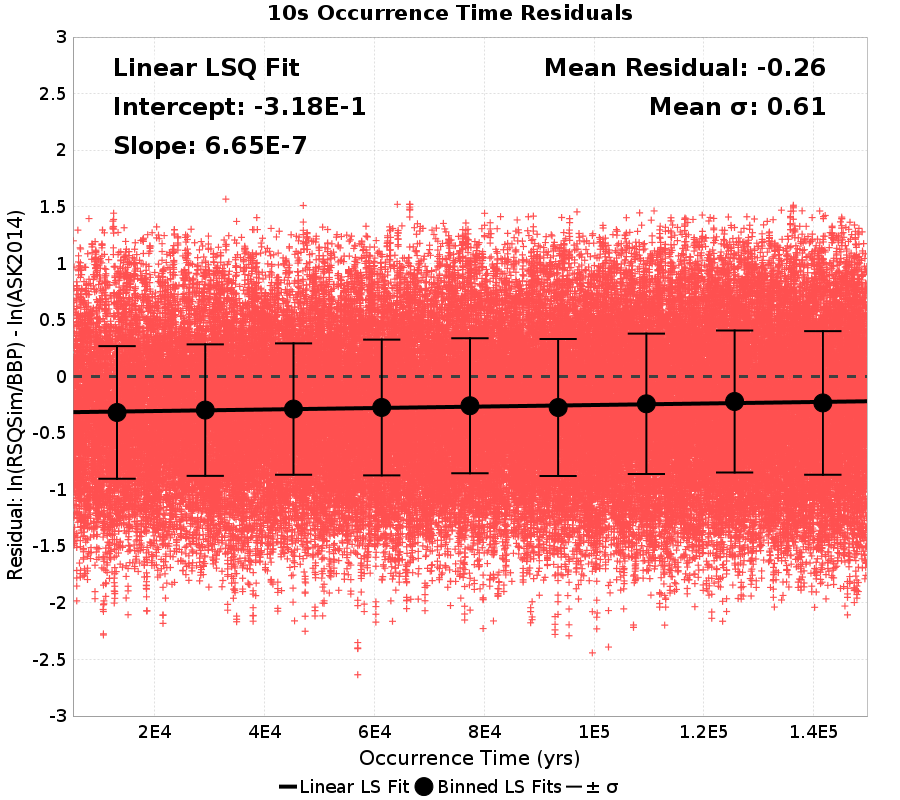 10s Occurrence Time Residuals
Linear LSQ Fit
Intercept: -3.18E-1
Slope: 6.65E-7
Mean Residual: -0.26
Mean σ: 0.61
Residual: ln(RSQSim/BBP) - ln(ASK2014)
3
2.5
2
1.5
1
0.5
0
-0.5
-1
-1.5
-2
-2.5
-3
2E4 4E4 6E4 8E4 1E5 1.2E5 1.4E5
Occurrence Time (yrs)
Linear LS Fit Binned LS Fits ± σ